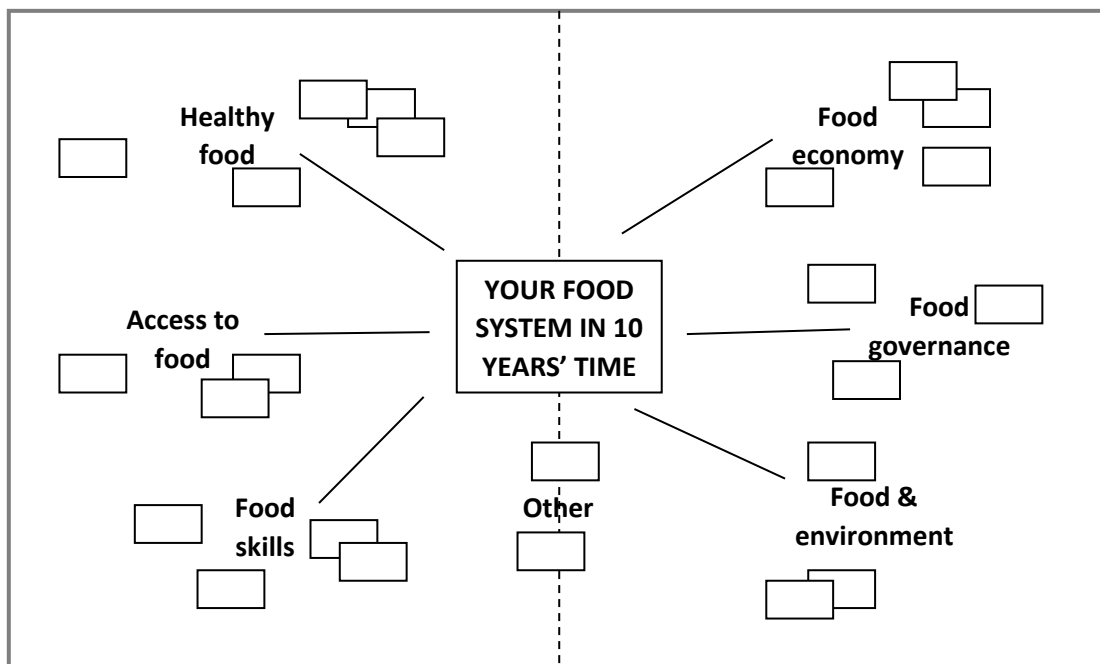 Healthy
food
Food
economy
YOUR FOOD
SYSTEM IN 10
YEARS’ TIME
Access to
food
Food
governance
Food
skills
Other
Food &
environment